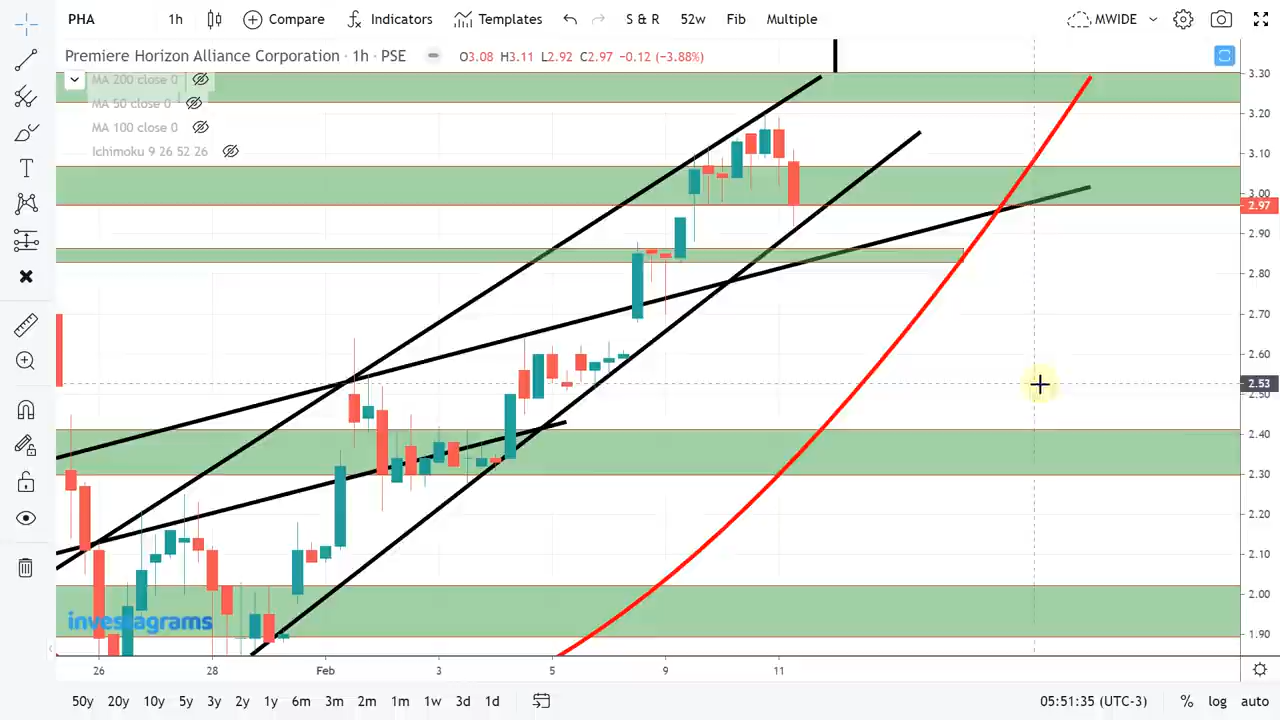 PHA 1h Compare Indicators Templates S & R 52w Fib Multiple MWIDE
Premiere Horizon Alliance Corporation · 1h · PSE O3.08 H3.11 L2.92 C2.97 −0.12 (−3.88%)
MA 200 close 0
MA 50 close 0
MA 100 close 0
Ichimoku 9 26 52 26
3.30
3.20
3.10
3.00
2.97
2.90
2.80
2.70
2.60
2.53
2.50
2.40
2.30
2.20
2.10
2.00
1.90
investagrams
26 28 Feb 3 5 9 11
50y 20y 10y 5y 3y 2y 1y 6m 3m 2m 1m 1w 3d 1d 05:51:35 (UTC-3) % log auto